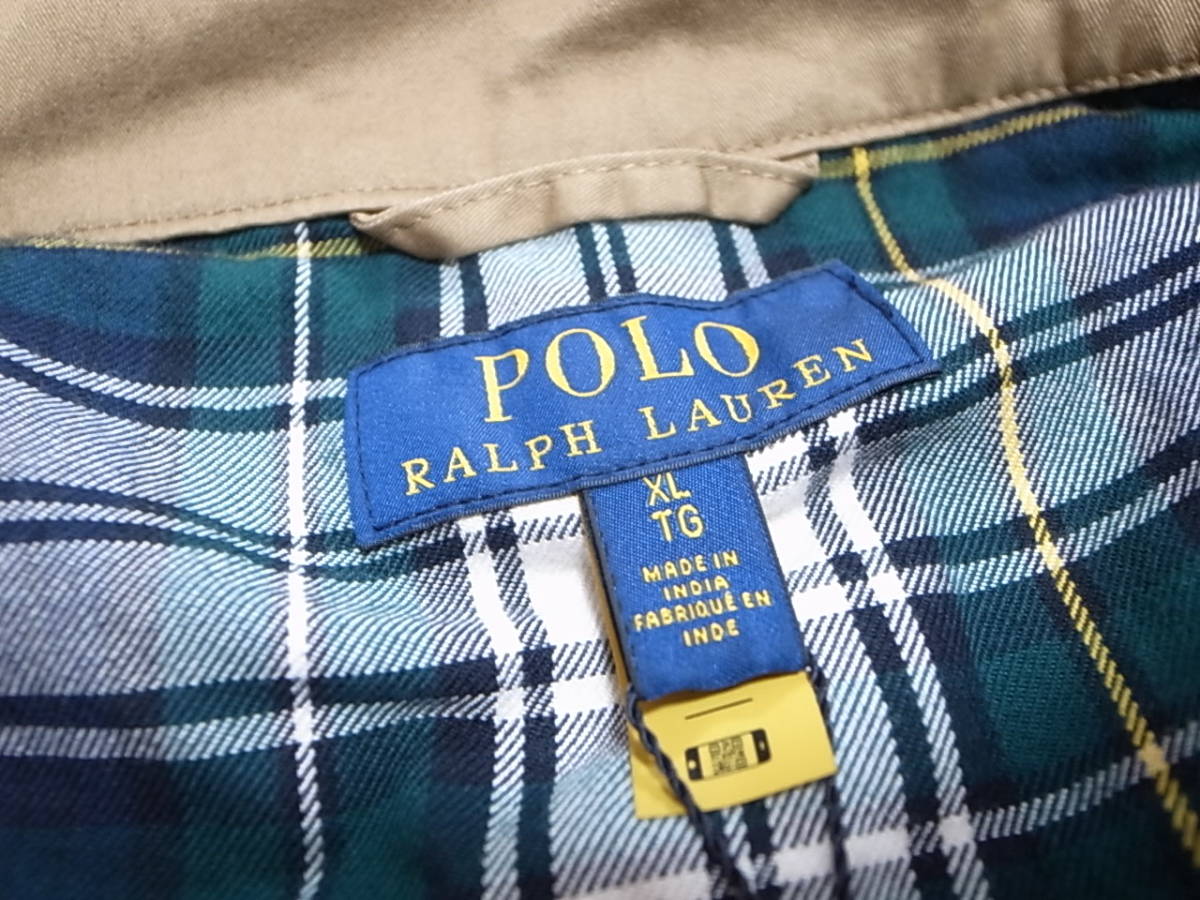 POLO
RALPH LAUREN
XL
TG
MADE IN
INDIA
FABRIQUÉ EN
INDE